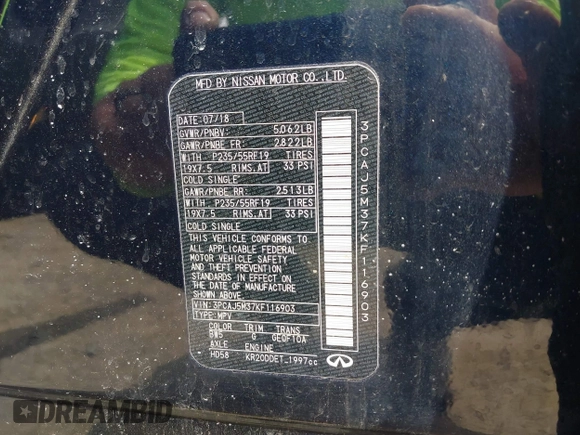 MFD BY NISSAN MOTOR CO.,LTD.
DATE 07/18
GVWR/PNBV: 5,062LB
GAWR/PNBE FR: 2,822LB
WITH P235/55RF19 TIRES
19X7.5 RIMS,AT 33 PSI
COLD SINGLE
GAWR/PNBE RR: 2,513LB
WITH P235/55RF19 TIRES
19X7.5 RIMS,AT 33 PSI
COLD SINGLE
THIS VEHICLE CONFORMS TO
ALL APPLICABLE FEDERAL
MOTOR VEHICLE SAFETY
AND THEFT PREVENTION
STANDARDS IN EFFECT ON
THE DATE OF MANUFACTURE
SHOWN ABOVE.
VIN: 3PCAJ5M37KF116903
TYPE: MPV
COLOR TRIM TRANS
BW5 G GEQF10A
AXLE ENGINE
HD58 KR20DDET 1997cc
3PCAJ5M37KF116903
DREAMBID